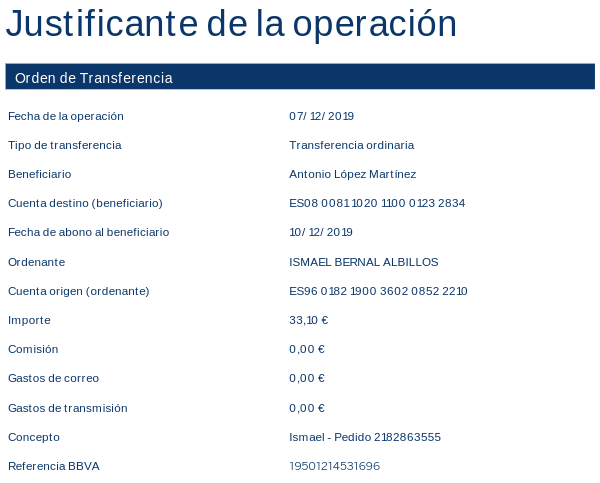 Justificante de la operación
Orden de Transferencia
Fecha de la operación 07/12/2019
Tipo de transferencia Transferencia ordinaria
Beneficiario Antonio López Martínez
Cuenta destino (beneficiario) ES08 0081 1020 1100 0123 2834
Fecha de abono al beneficiario 10/12/2019
Ordenante ISMAEL BERNAL ALBILLOS
Cuenta origen (ordenante) ES96 0182 1900 3602 0852 2210
Importe 33,10 €
Comisión 0,00 €
Gastos de correo 0,00 €
Gastos de transmisión 0,00 €
Concepto Ismael - Pedido 2182863555
Referencia BBVA 19501214531696